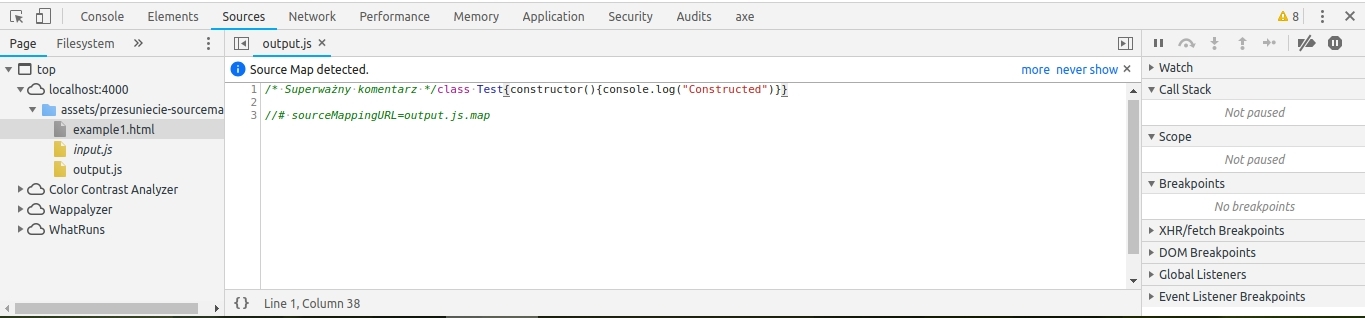 Console Elements Sources Network Performance Memory Application Security Audits axe 8
Page Filesystem »
output.js
Source Map detected. more never show
top
localhost:4000
assets/przesuniecie-sourcema
example1.html
input.js
output.js
Color Contrast Analyzer
Wappalyzer
WhatRuns
1 /* Superważny komentarz */class Test{constructor(){console.log("Constructed")}}
2
3 //# sourceMappingURL=output.js.map
{} Line 1, Column 38
Watch
Call Stack
Not paused
Scope
Not paused
Breakpoints
No breakpoints
XHR/fetch Breakpoints
DOM Breakpoints
Global Listeners
Event Listener Breakpoints